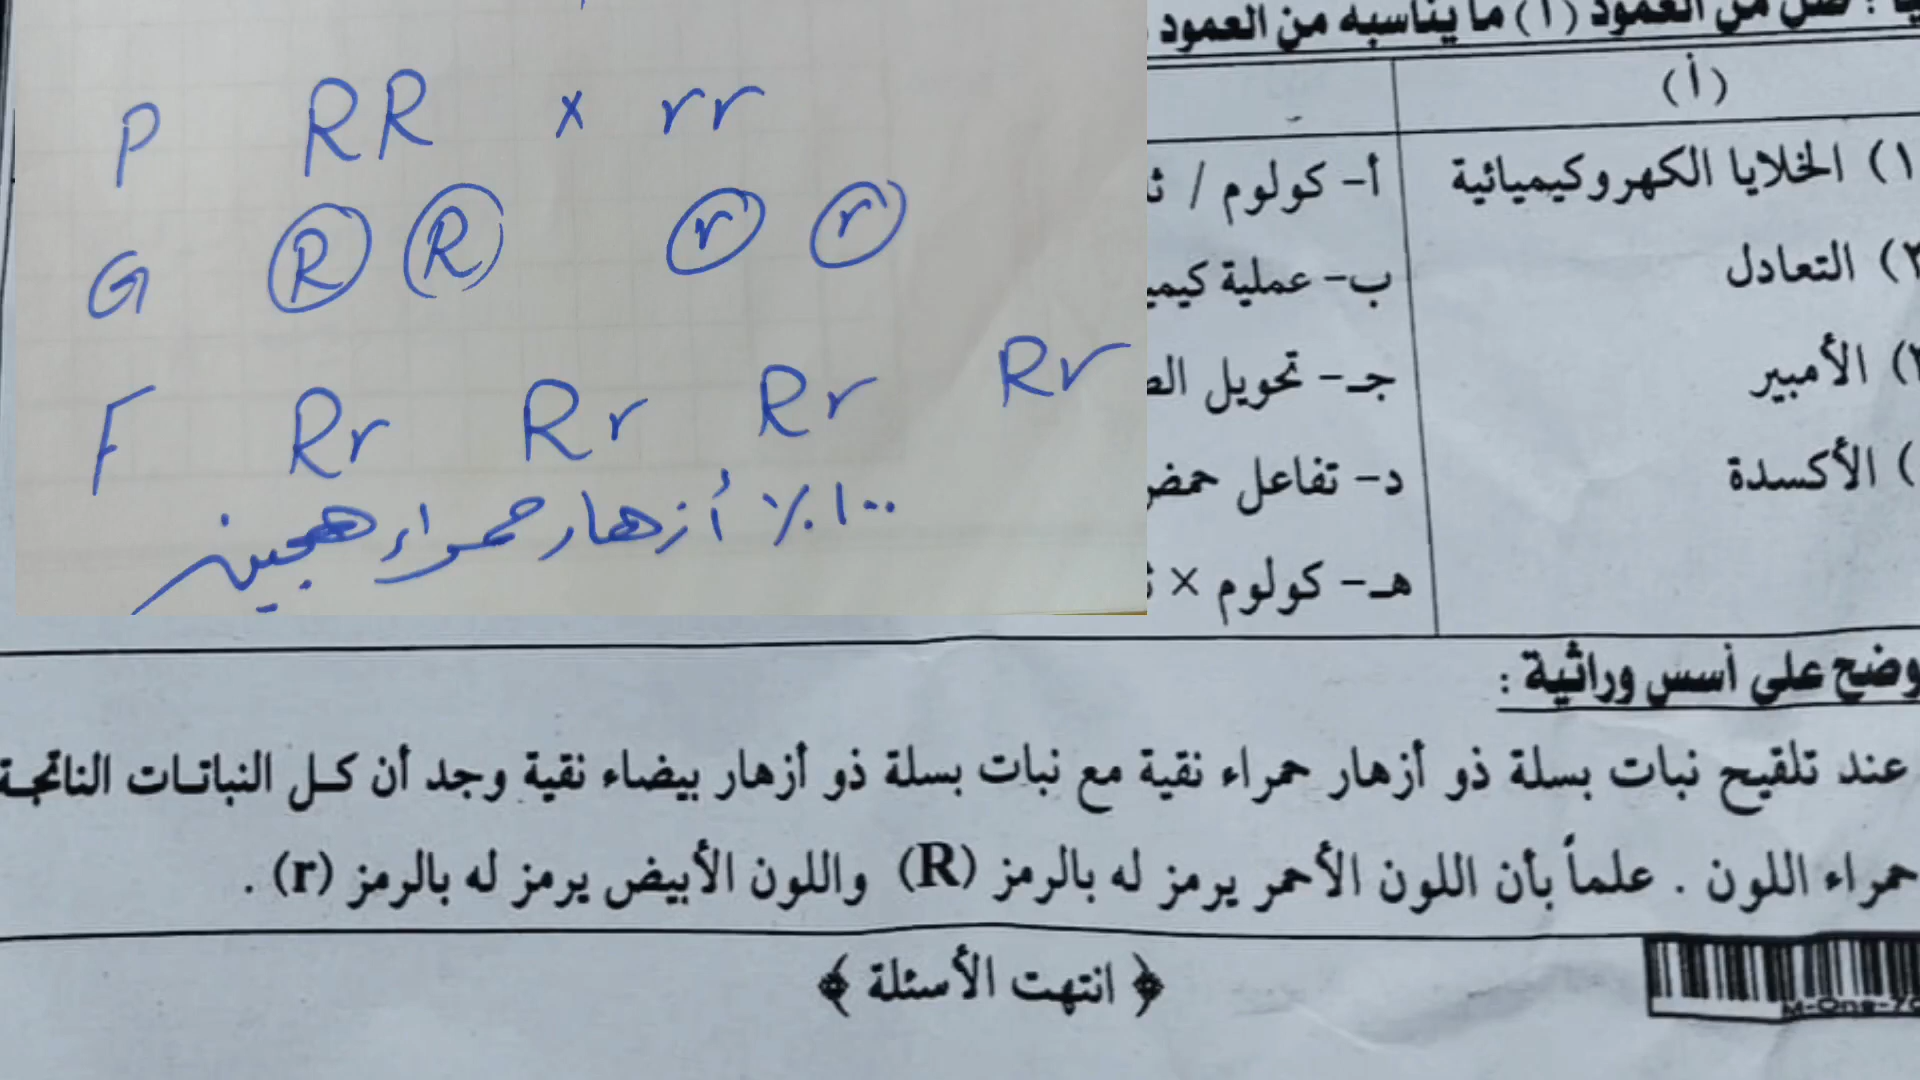 P RR × rr
G R R r r
F Rr Rr Rr Rr
١٠٠٪ أزهار حمراء هجين
من العمود (أ) ما يناسبه من العمود
(أ)
١) الخلايا الكهروكيميائية
أ- كولوم /
التعادل
ب- عملية
الأمبير
جـ- تحويل
الأكسدة
د- تفاعل حمض
هـ- كولوم ×
وضح على أسس وراثية :
عند تلقيح نبات بسلة ذو أزهار حمراء نقية مع نبات بسلة ذو أزهار بيضاء نقية وجد أن كل النباتات الناتجة
حمراء اللون . علماً بأن اللون الأحمر يرمز له بالرمز (R) واللون الأبيض يرمز له بالرمز (r) .
﴿ انتهت الأسئلة ﴾